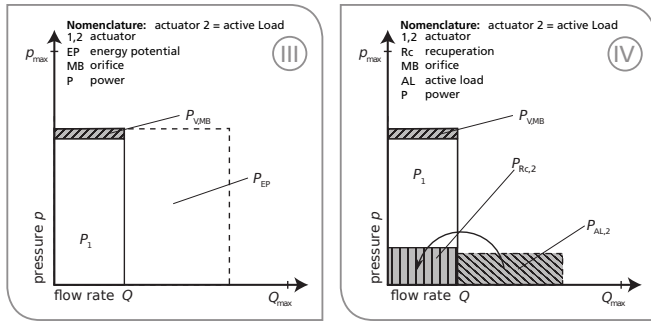 Nomenclature: actuator 2 = active Load
1,2 actuator
EP energy potential
MB orifice
P power
III
pmax
PV,MB
PEP
P1
pressure p
flow rate Q
Qmax
Nomenclature: actuator 2 = active Load
1,2 actuator
Rc recuperation
MB orifice
AL active load
P power
IV
pmax
PV,MB
P1
PRc,2
PAL,2
pressure p
flow rate Q
Qmax